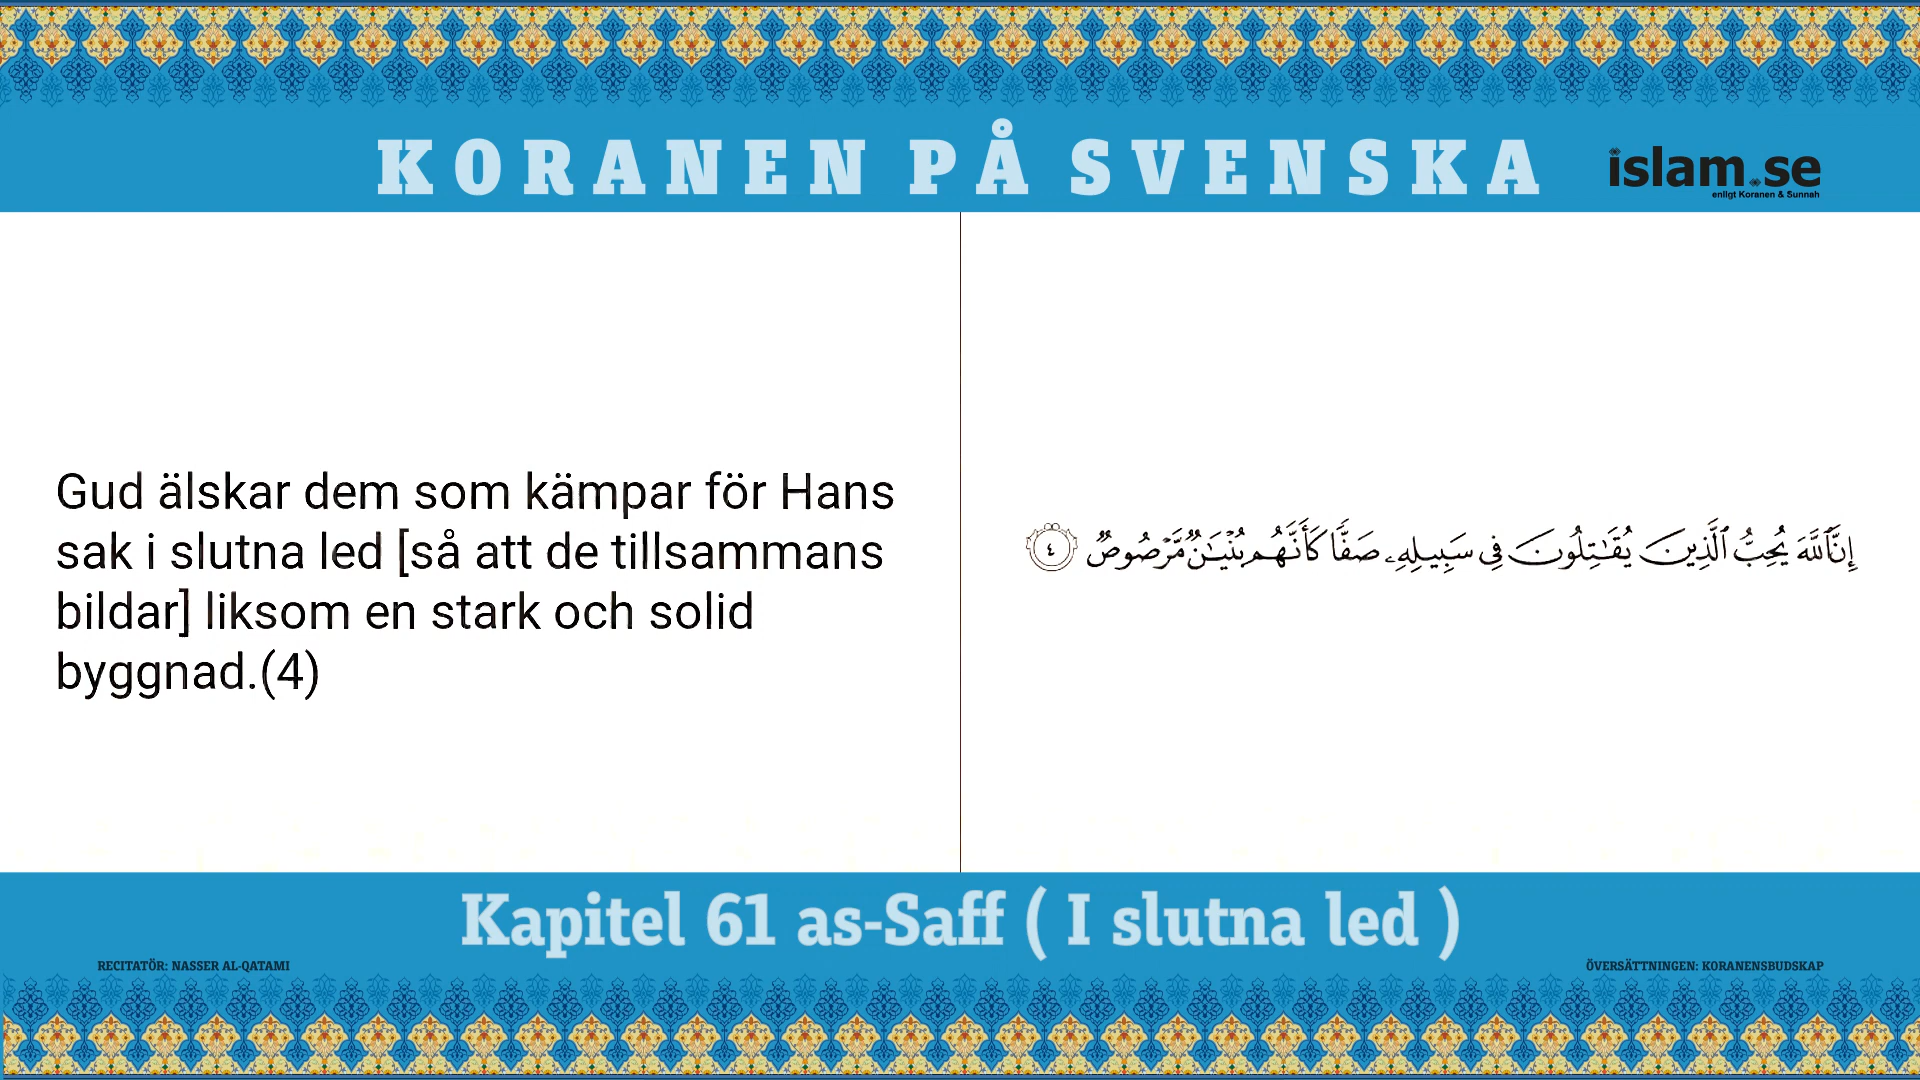 KORANEN PÅ SVENSKA
islam.se
enligt Koranen & Sunnah
Gud älskar dem som kämpar för Hans
sak i slutna led [så att de tillsammans
bildar] liksom en stark och solid
byggnad.(4)
إِنَّ ٱللَّهَ يُحِبُّ ٱلَّذِينَ يُقَٰتِلُونَ فِى سَبِيلِهِۦ صَفًّا كَأَنَّهُم بُنْيَٰنٌ مَّرْصُوصٌ ٤
Kapitel 61 as-Saff ( I slutna led )
RECITATÖR: NASSER AL-QATAMI
ÖVERSÄTTNINGEN: KORANENSBUDSKAP